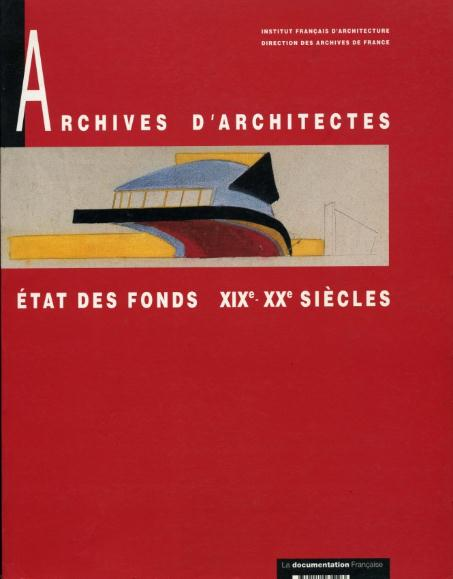 INSTITUT FRANÇAIS D'ARCHITECTURE
DIRECTION DES ARCHIVES DE FRANCE
ARCHIVES D'ARCHITECTES
ÉTAT DES FONDS XIXe-XXe SIÈCLES
La documentation Française